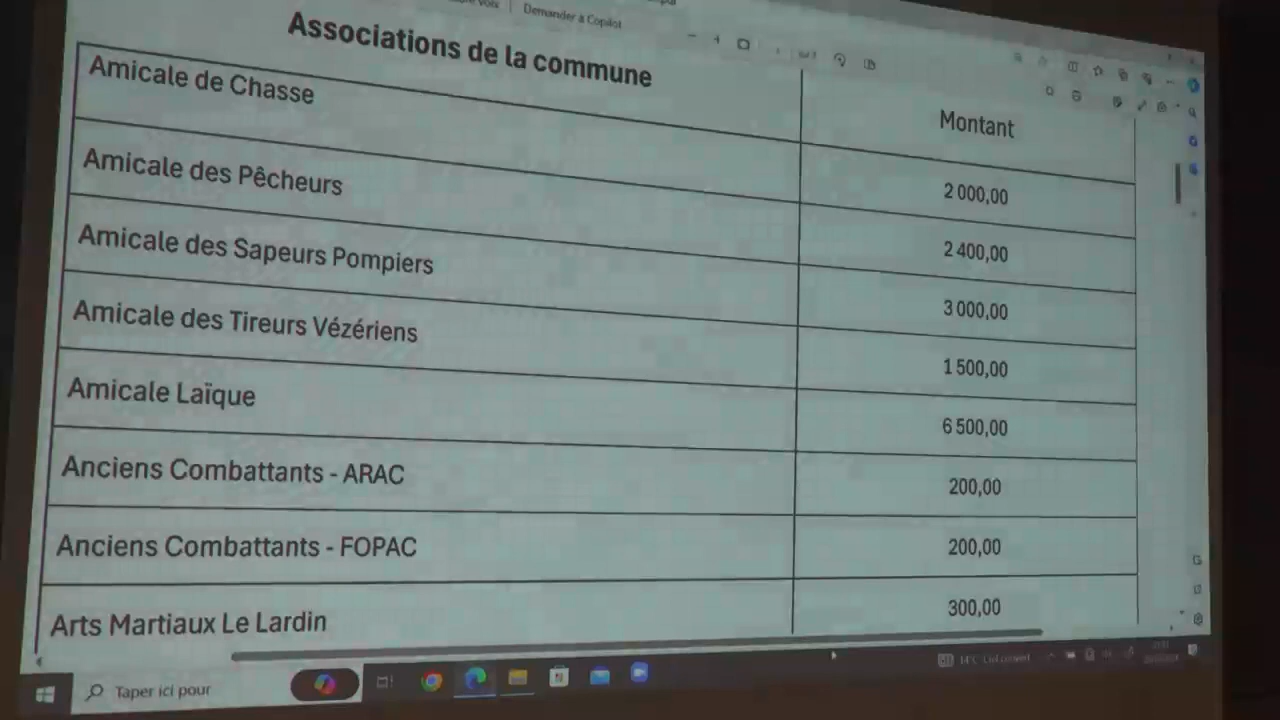 Demander à Copilot
Associations de la commune
Montant
Amicale de Chasse
2 000,00
Amicale des Pêcheurs
2 400,00
Amicale des Sapeurs Pompiers
3 000,00
Amicale des Tireurs Vézériens
1 500,00
Amicale Laïque
6 500,00
Anciens Combattants - ARAC
200,00
Anciens Combattants - FOPAC
200,00
Arts Martiaux Le Lardin
300,00
Taper ici pour
14°C